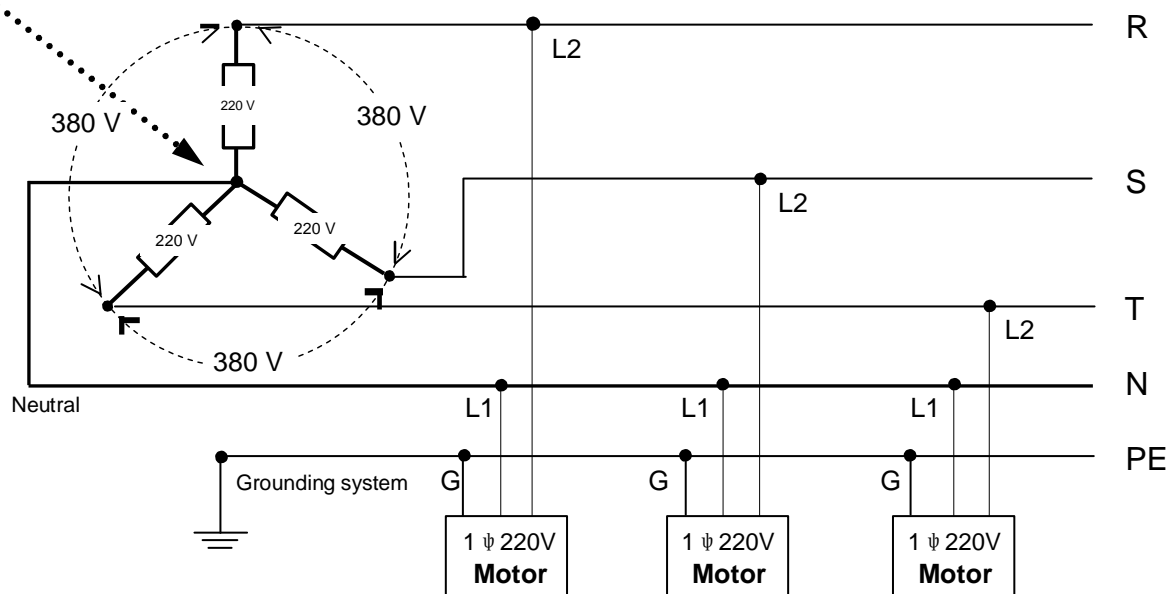 R
L2
220 V
380 V
380 V
S
L2
220 V
220 V
T
L2
380 V
N
Neutral
L1
L1
L1
PE
Grounding system
G
G
G
1 ψ 220V
Motor
1 ψ 220V
Motor
1 ψ 220V
Motor